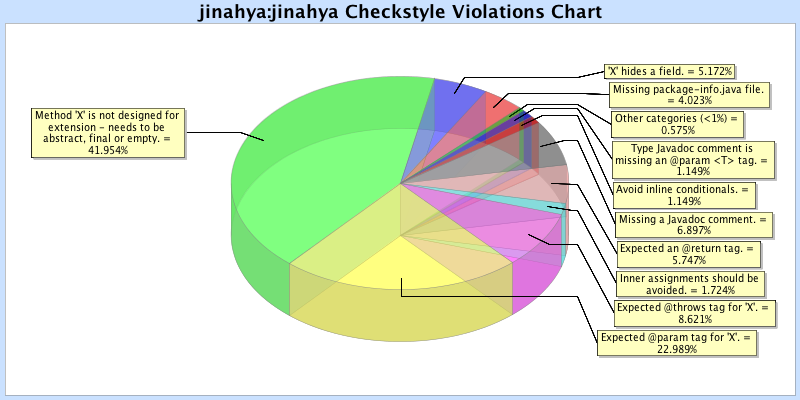 jinahya:jinahya Checkstyle Violations Chart
'X' hides a field. = 5.172%
Missing package-info.java file.
= 4.023%
Other categories (<1%) =
0.575%
Type Javadoc comment is
missing an @param <T> tag. =
1.149%
Avoid inline conditionals. =
1.149%
Missing a Javadoc comment. =
6.897%
Expected an @return tag. =
5.747%
Inner assignments should be
avoided. = 1.724%
Expected @throws tag for 'X'. =
8.621%
Expected @param tag for 'X'. =
22.989%
Method 'X' is not designed for
extension - needs to be
abstract, final or empty. =
41.954%